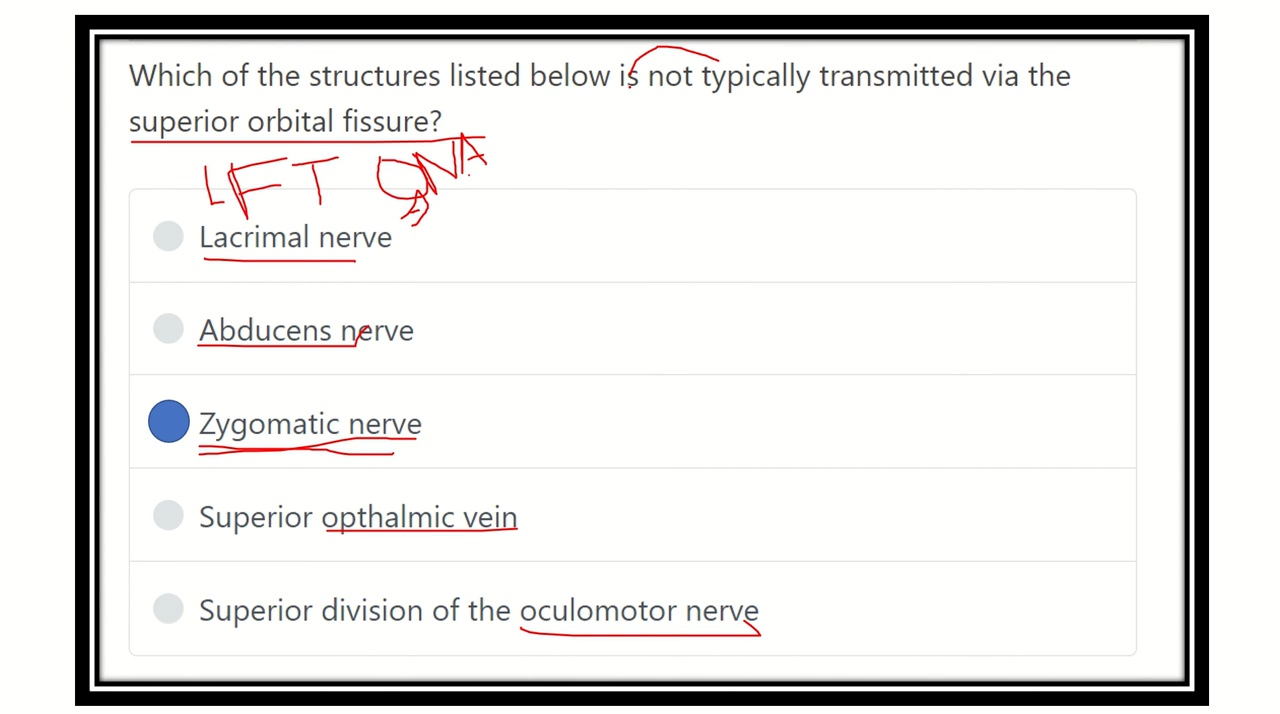 Which of the structures listed below is not typically transmitted via the
superior orbital fissure?
LFT
Lacrimal nerve
Abducens nerve
Zygomatic nerve
Superior opthalmic vein
Superior division of the oculomotor nerve